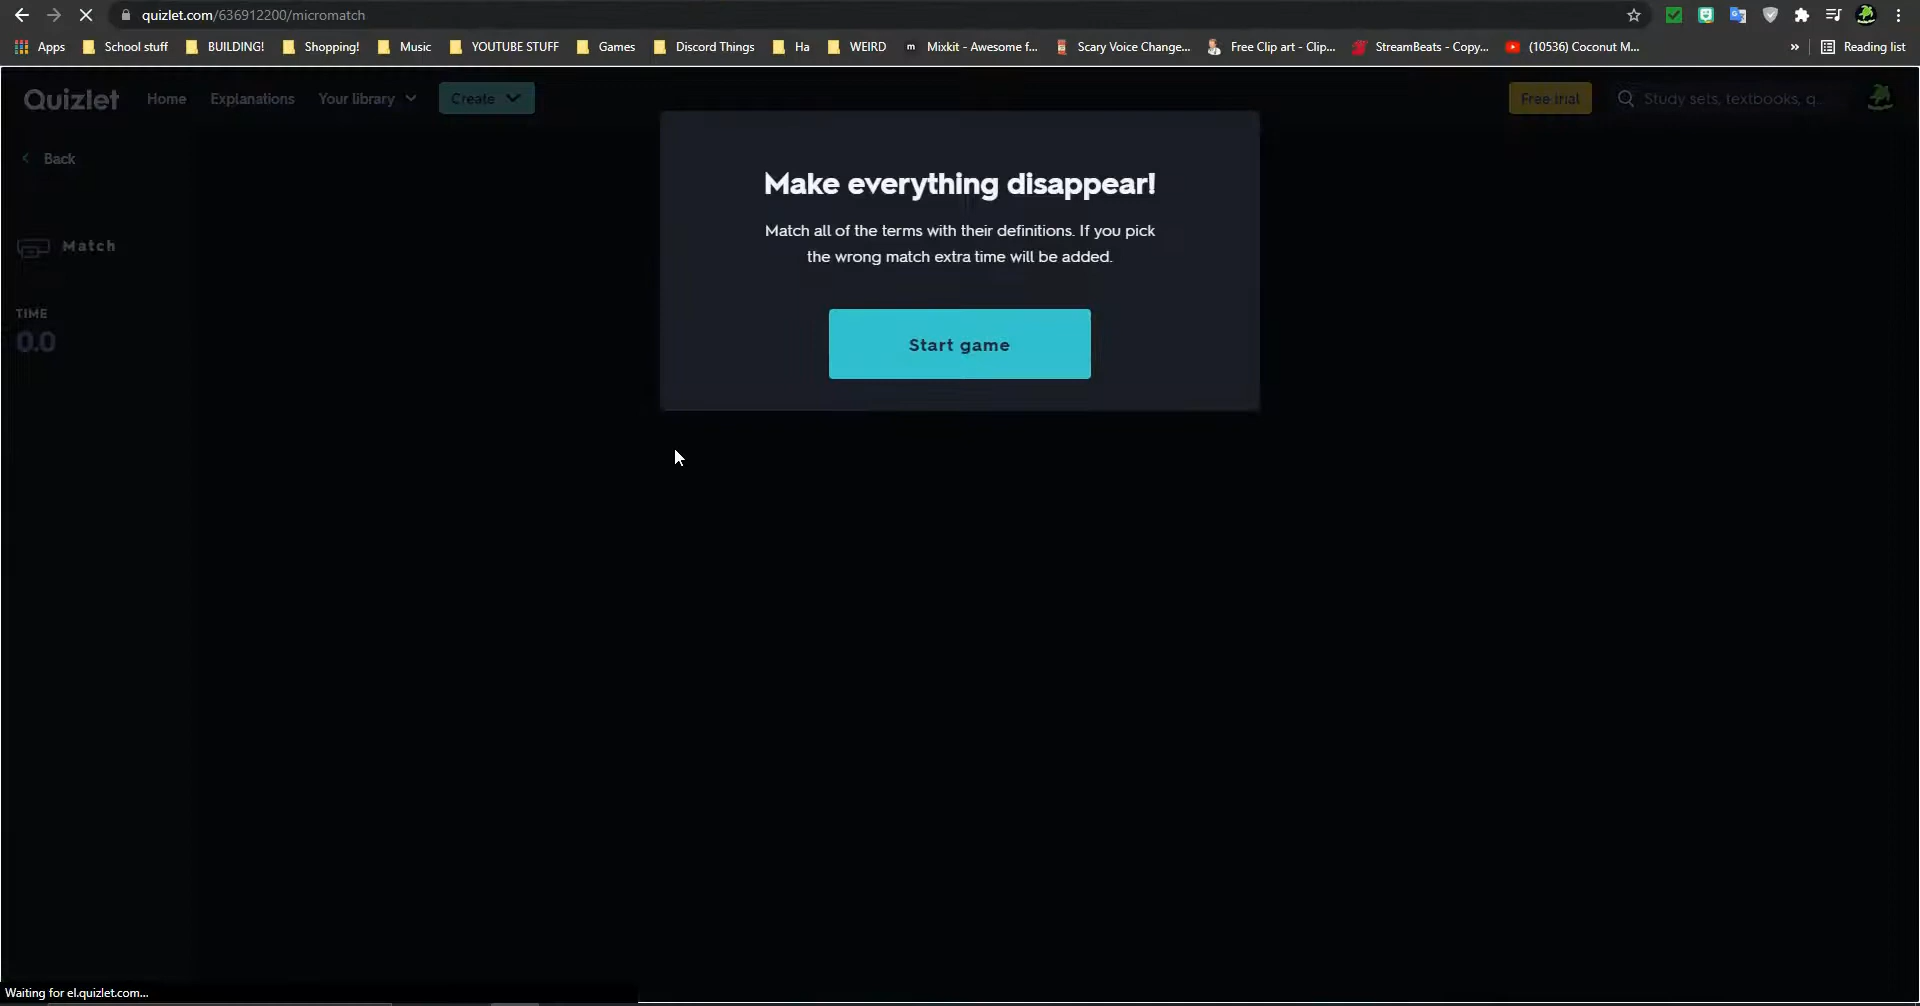 quizlet.com/636912200/micromatch
Apps School stuff BUILDING! Shopping! Music YOUTUBE STUFF Games Discord Things Ha WEIRD Mixkit - Awesome f... Scary Voice Change... Free Clip art - Clip... StreamBeats - Copy... (10536) Coconut M... » Reading list
Quizlet Home Explanations Your library Create Free trial Study sets, textbooks, q...
Back
Make everything disappear!
Match all of the terms with their definitions. If you pick
the wrong match extra time will be added.
Match
TIME
0.0
Start game
Waiting for el.quizlet.com...